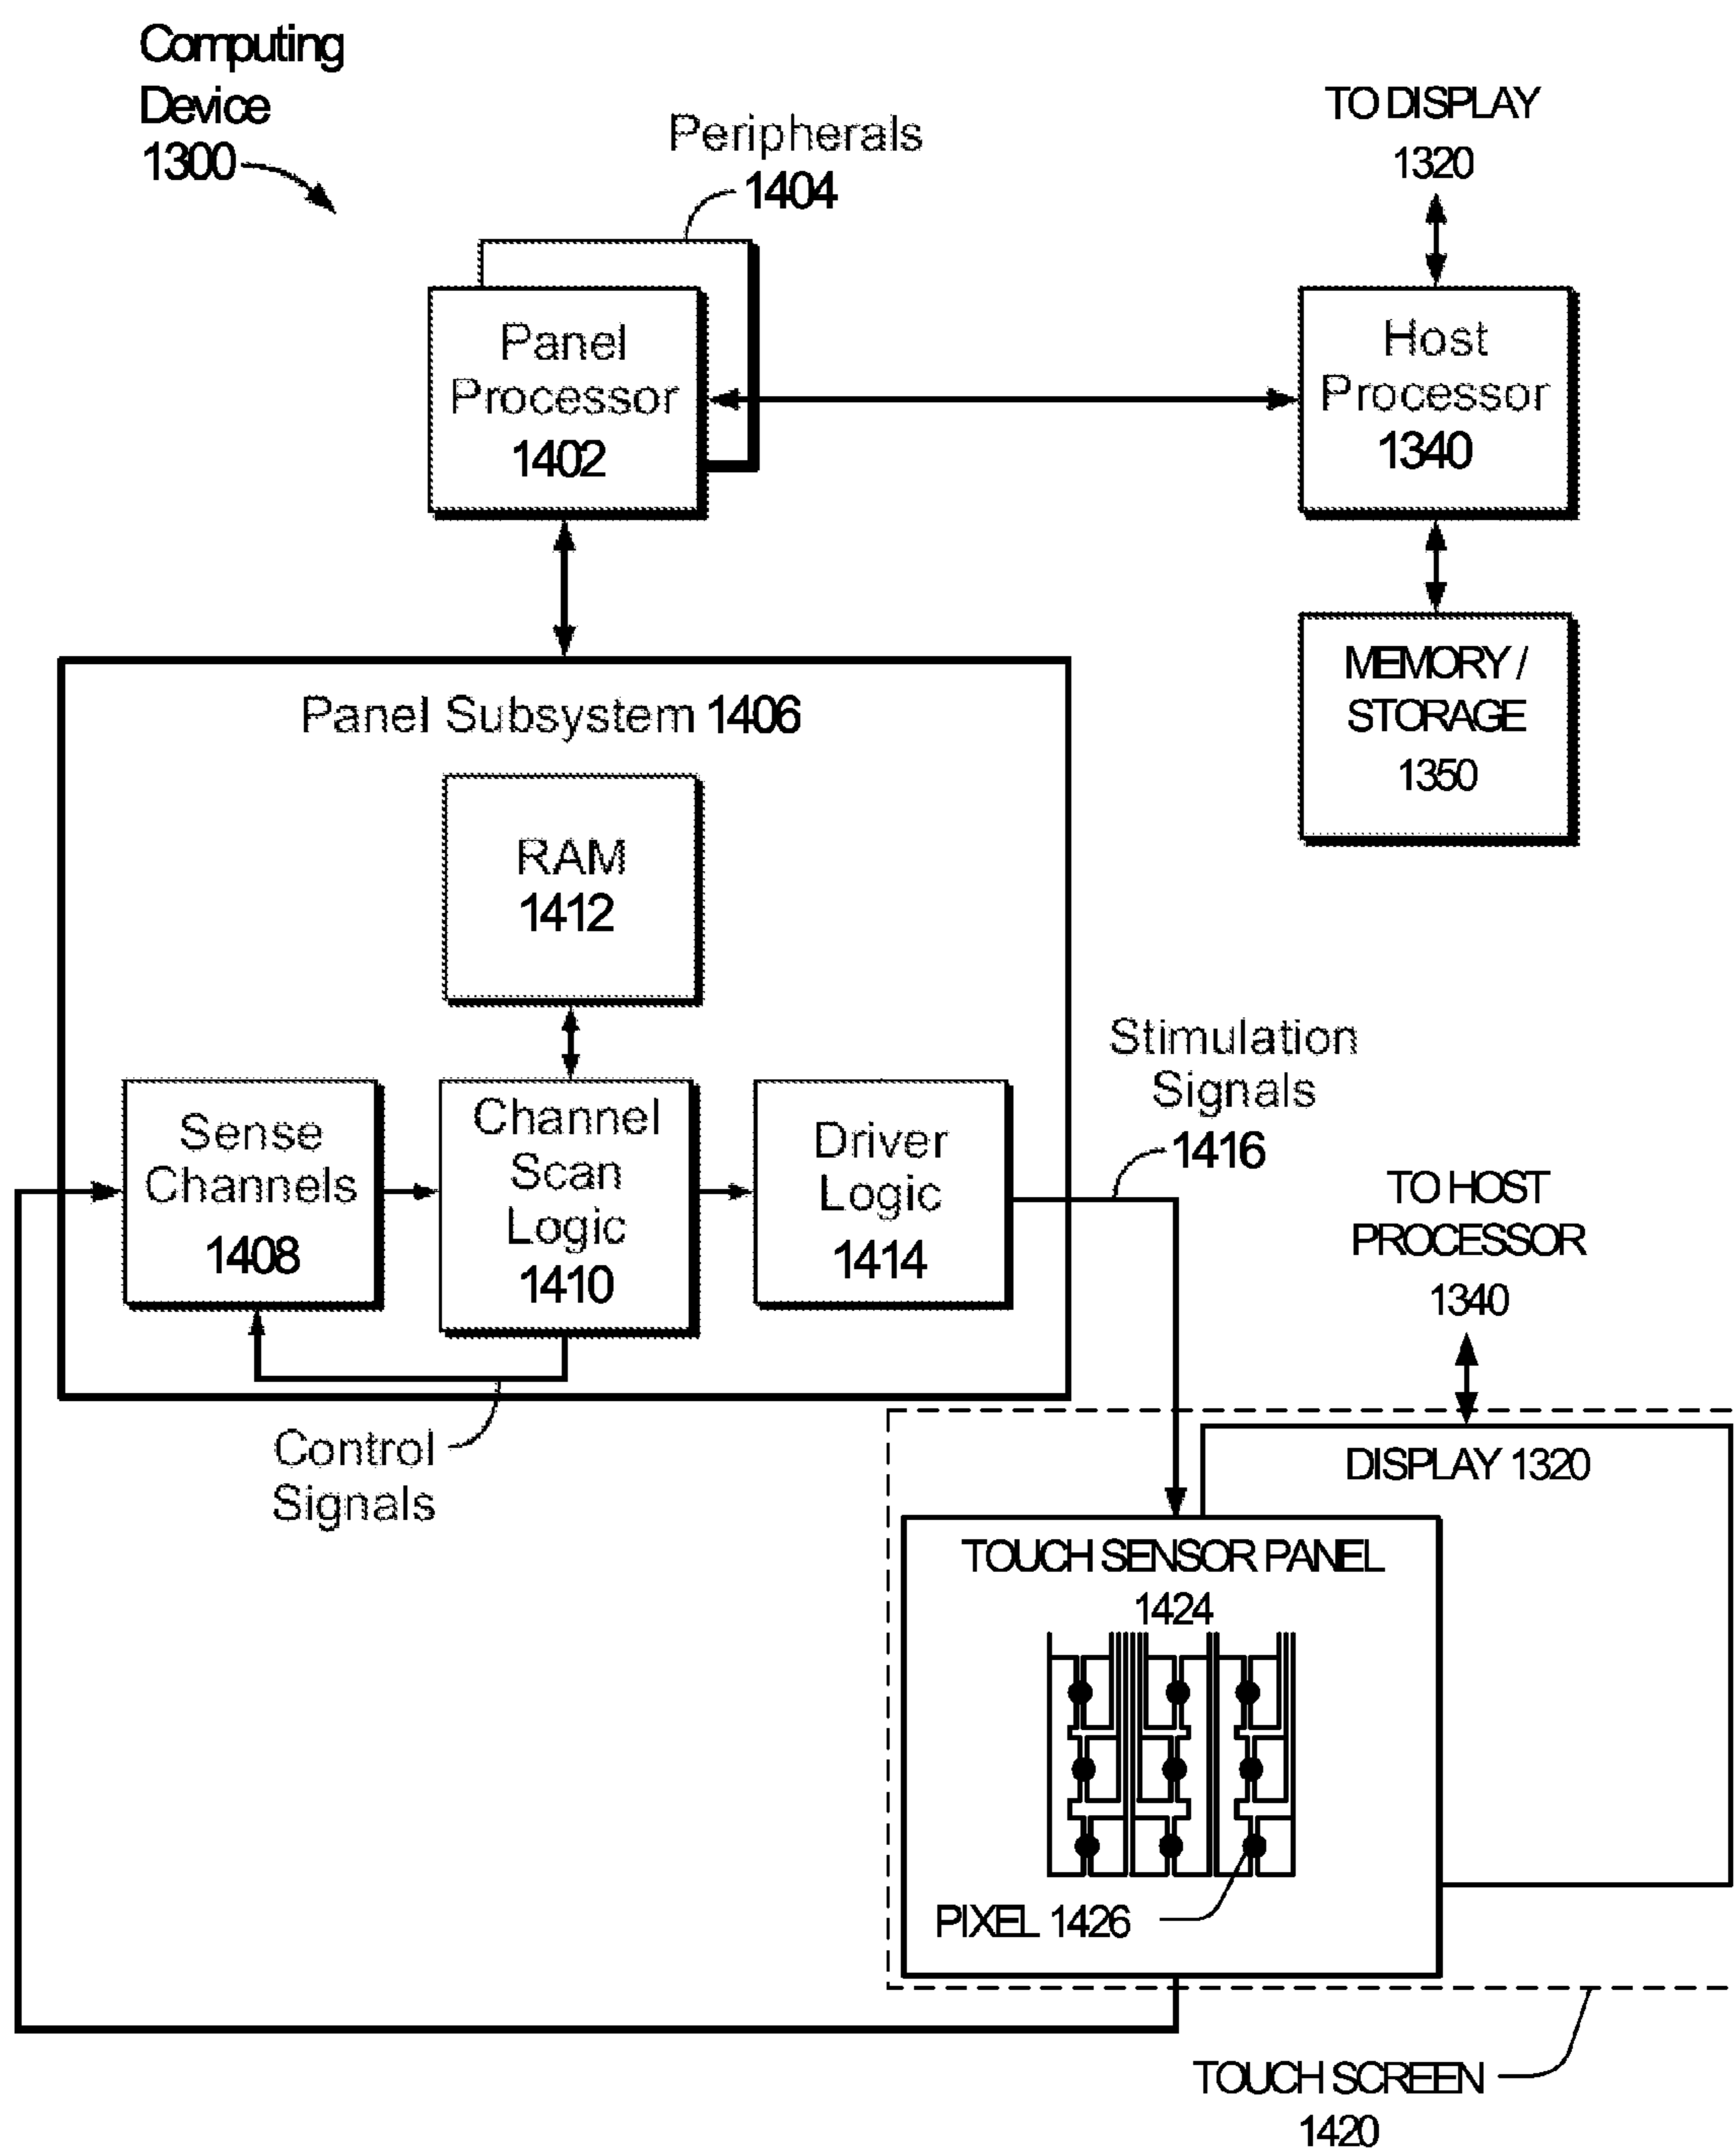 Computing
Device
1300
Peripherals
1404
TO DISPLAY
1320
Panel
Processor
1402
Host
Processor
1340
MEMORY /
STORAGE
1350
Panel Subsystem 1406
RAM
1412
Sense
Channels
1408
Channel
Scan
Logic
1410
Driver
Logic
1414
Stimulation
Signals
1416
Control
Signals
TO HOST
PROCESSOR
1340
DISPLAY 1320
TOUCH SENSOR PANEL
1424
PIXEL 1426
TOUCH SCREEN
1420